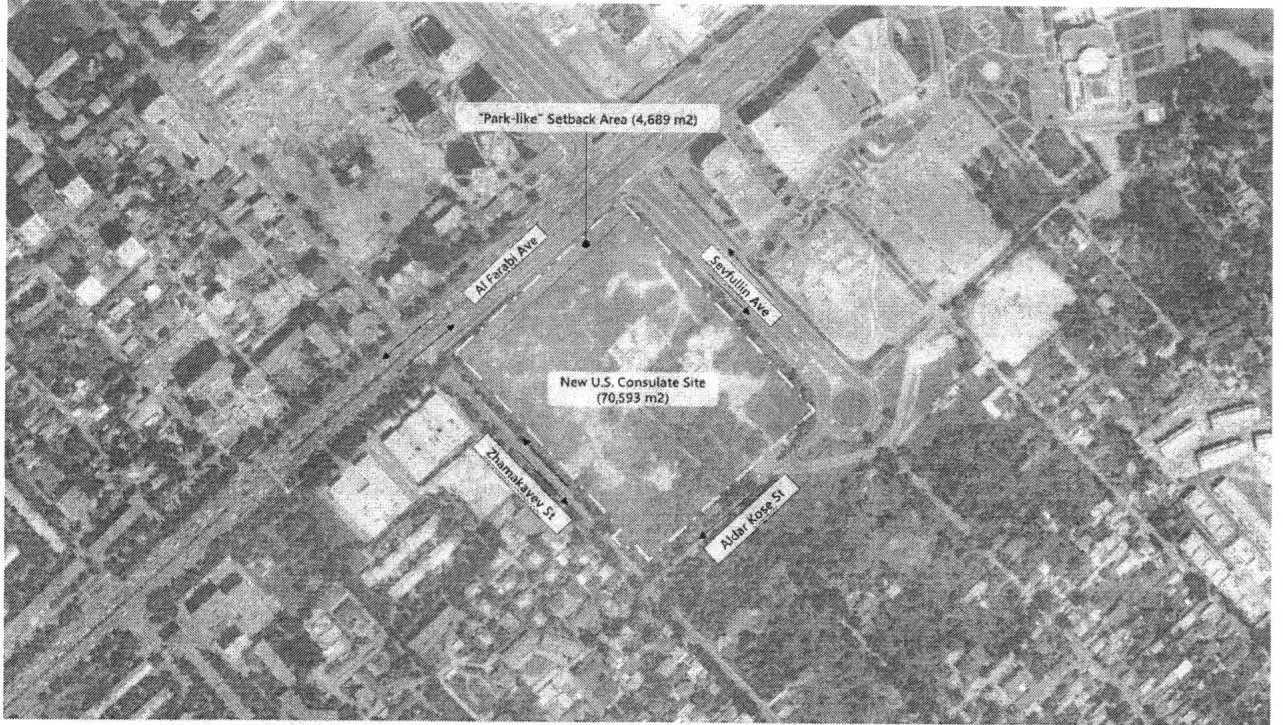 "Park-like" Setback Area (4,689 m2)
Al Farabi Ave
Seyfullin Ave
New U.S. Consulate Site
(70,593 m2)
Zhamakayev St
Aldar Kose St